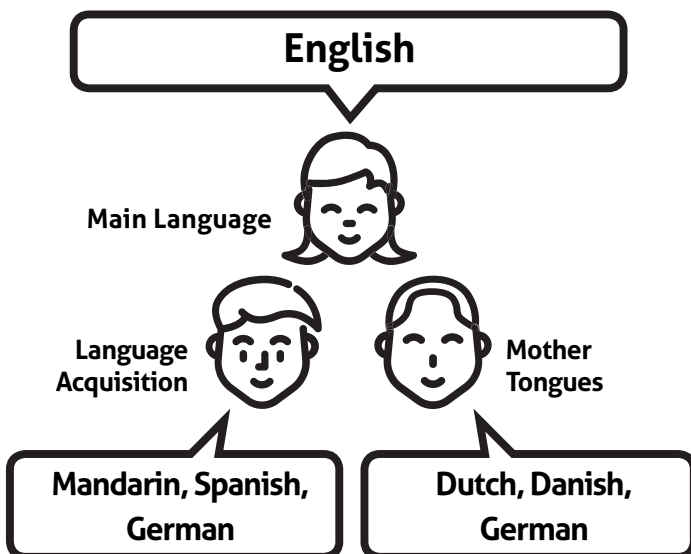 English
Main Language
Language
Acquisition
Mother
Tongues
Mandarin, Spanish,
German
Dutch, Danish,
German